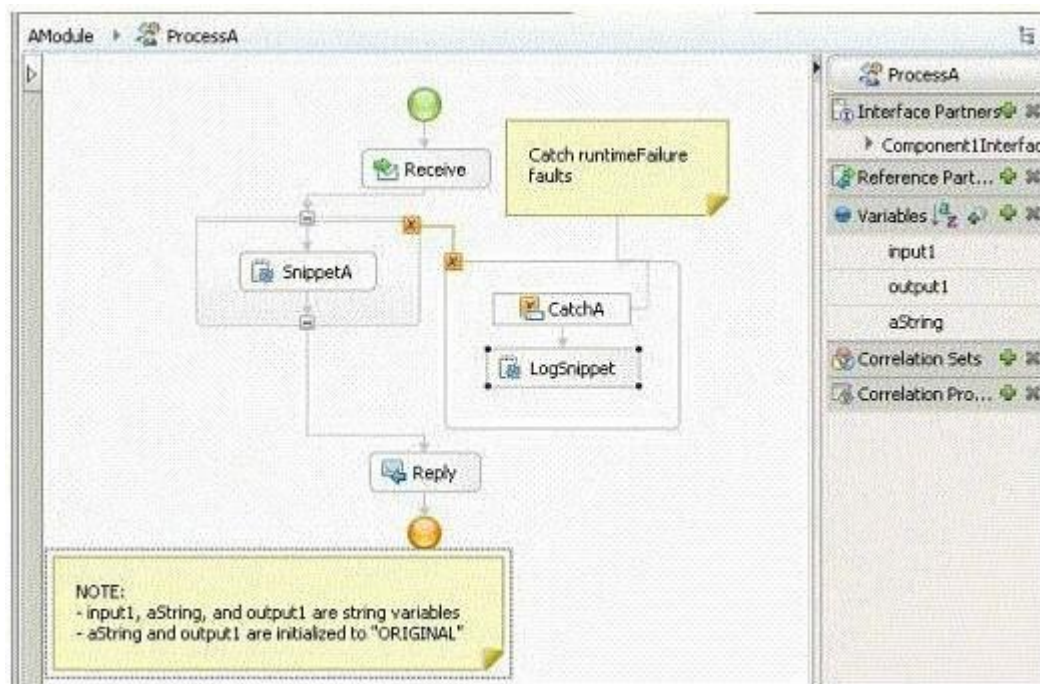 AModule ProcessA
Receive
Catch runtimeFailure
faults
SnippetA
CatchA
LogSnippet
Reply
NOTE:
- input1, aString, and output1 are string variables
- aString and output1 are initialized to "ORIGINAL"
ProcessA
Interface Partners
Component1Interfac
Reference Part...
Variables
input1
output1
aString
Correlation Sets
Correlation Pro...